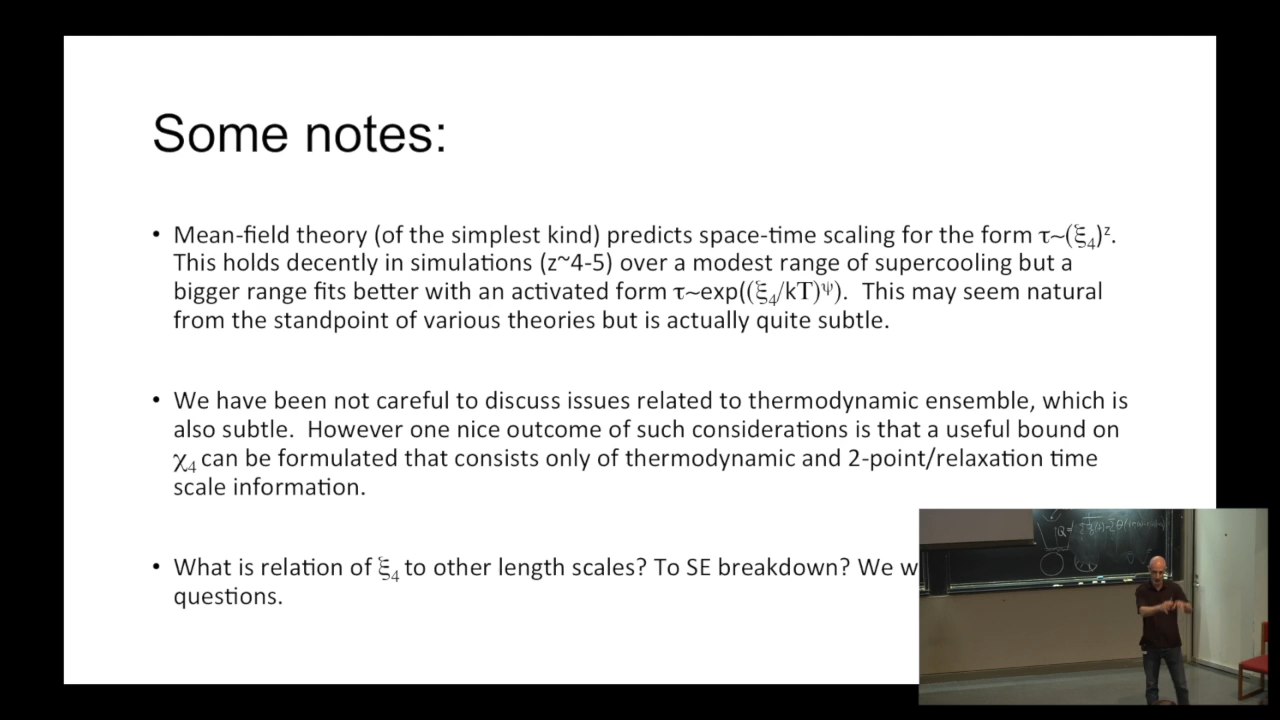 Some notes:
• Mean-field theory (of the simplest kind) predicts space-time scaling for the form τ~(ξ₄)ᶻ.
This holds decently in simulations (z~4-5) over a modest range of supercooling but a
bigger range fits better with an activated form τ~exp((ξ₄/kT)^ψ). This may seem natural
from the standpoint of various theories but is actually quite subtle.
• We have been not careful to discuss issues related to thermodynamic ensemble, which is
also subtle. However one nice outcome of such considerations is that a useful bound on
χ₄ can be formulated that consists only of thermodynamic and 2-point/relaxation time
scale information.
• What is relation of ξ₄ to other length scales? To SE breakdown? We w
questions.